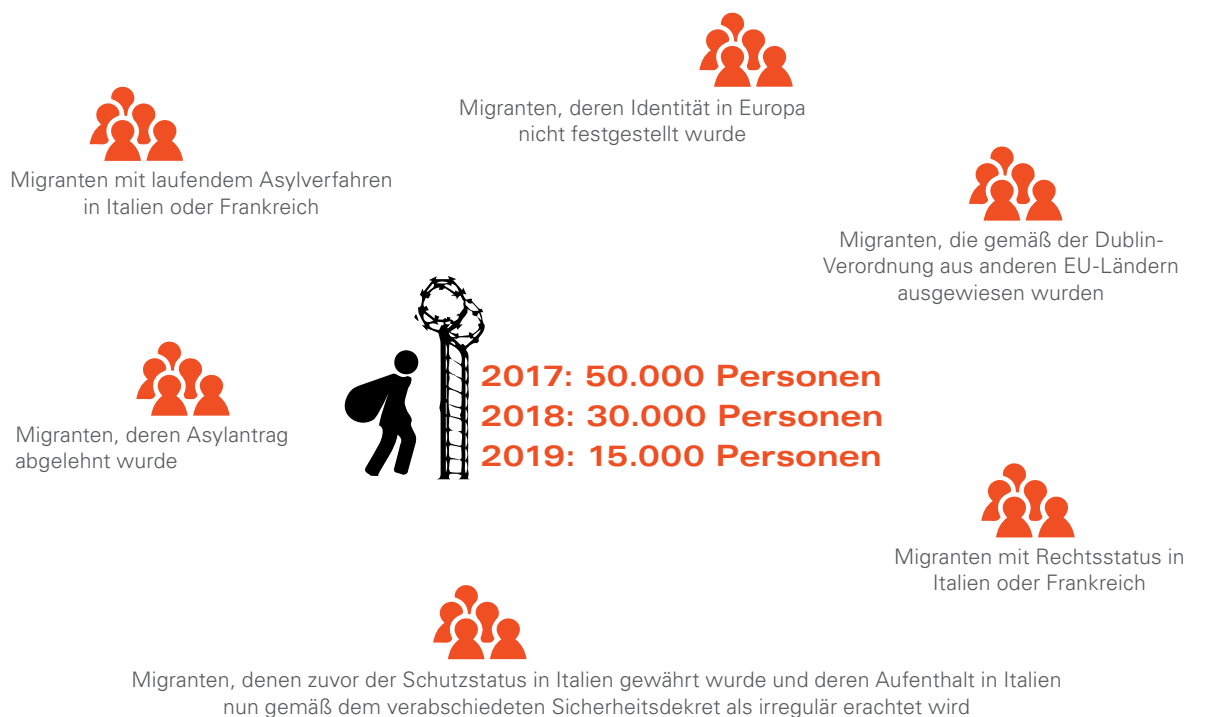 Migranten, deren Identität in Europa
nicht festgestellt wurde
Migranten mit laufendem Asylverfahren
in Italien oder Frankreich
Migranten, die gemäß der Dublin-
Verordnung aus anderen EU-Ländern
ausgewiesen wurden
2017: 50.000 Personen
2018: 30.000 Personen
2019: 15.000 Personen
Migranten, deren Asylantrag
abgelehnt wurde
Migranten mit Rechtsstatus in
Italien oder Frankreich
Migranten, denen zuvor der Schutzstatus in Italien gewährt wurde und deren Aufenthalt in Italien
nun gemäß dem verabschiedeten Sicherheitsdekret als irregulär erachtet wird